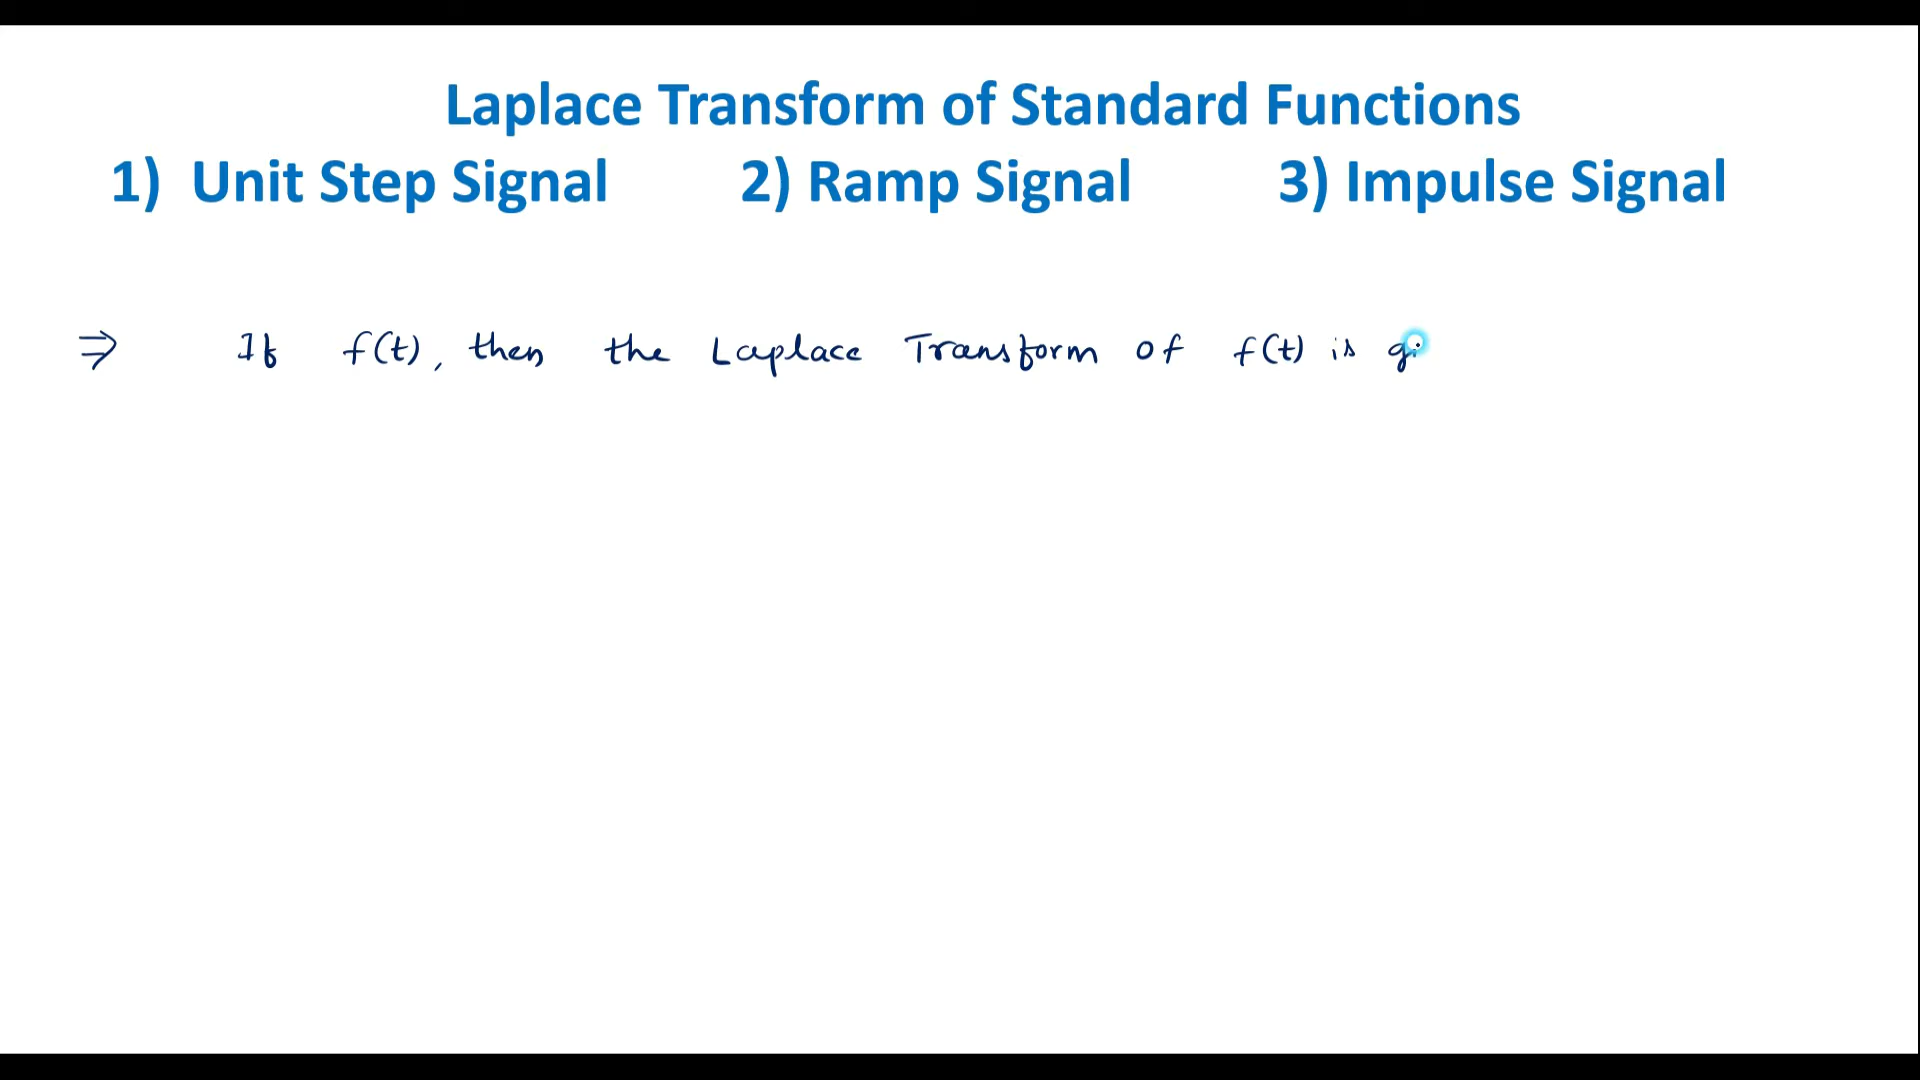 Laplace Transform of Standard Functions
1) Unit Step Signal 2) Ramp Signal 3) Impulse Signal
⇒ If f(t), then the Laplace Transform of f(t) is